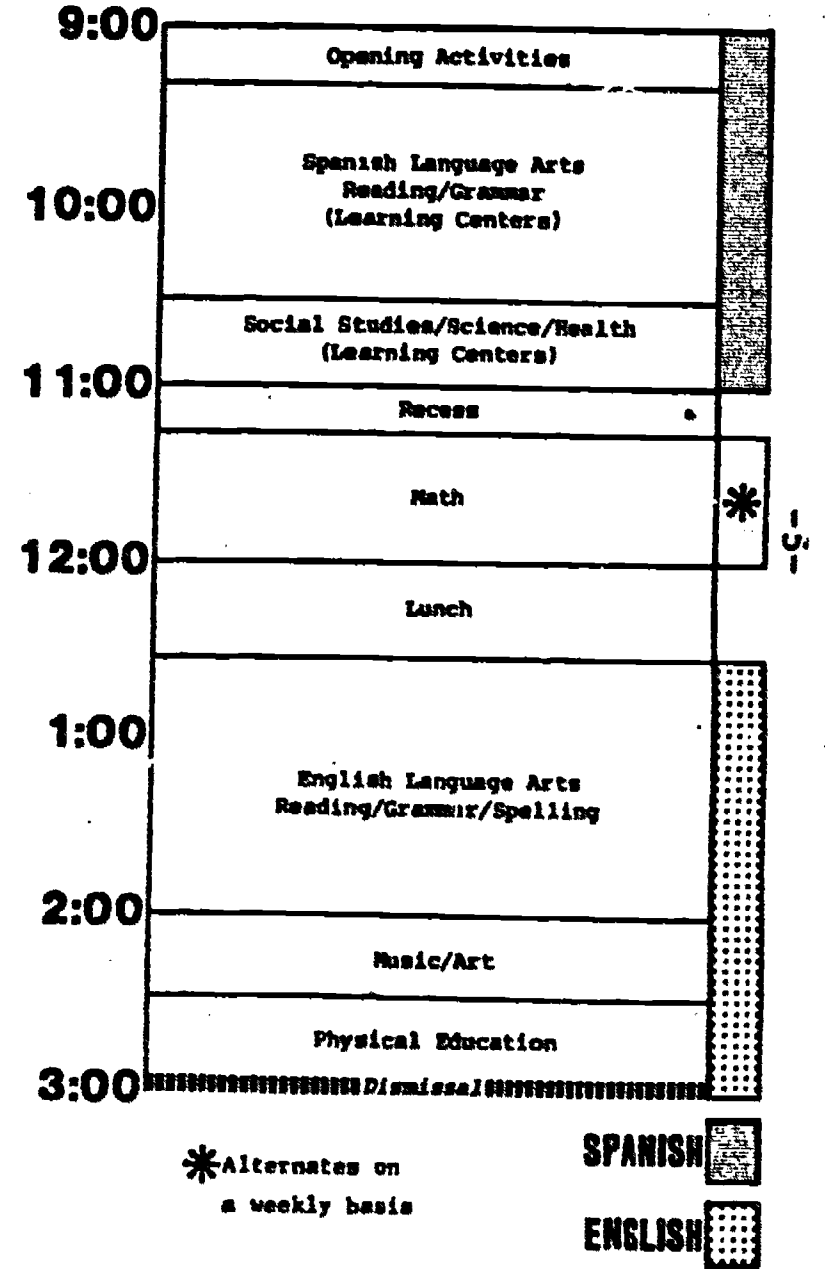 9:00
Opening Activities
Spanish Language Arts
Reading/Grammar
(Learning Centers)
10:00
Social Studies/Science/Health
(Learning Centers)
11:00
Recess
Math
*
12:00
Lunch
1:00
English Language Arts
Reading/Grammar/Spelling
2:00
Music/Art
Physical Education
3:00 Dismissal
*Alternates on
a weekly basis
SPANISH
ENGLISH